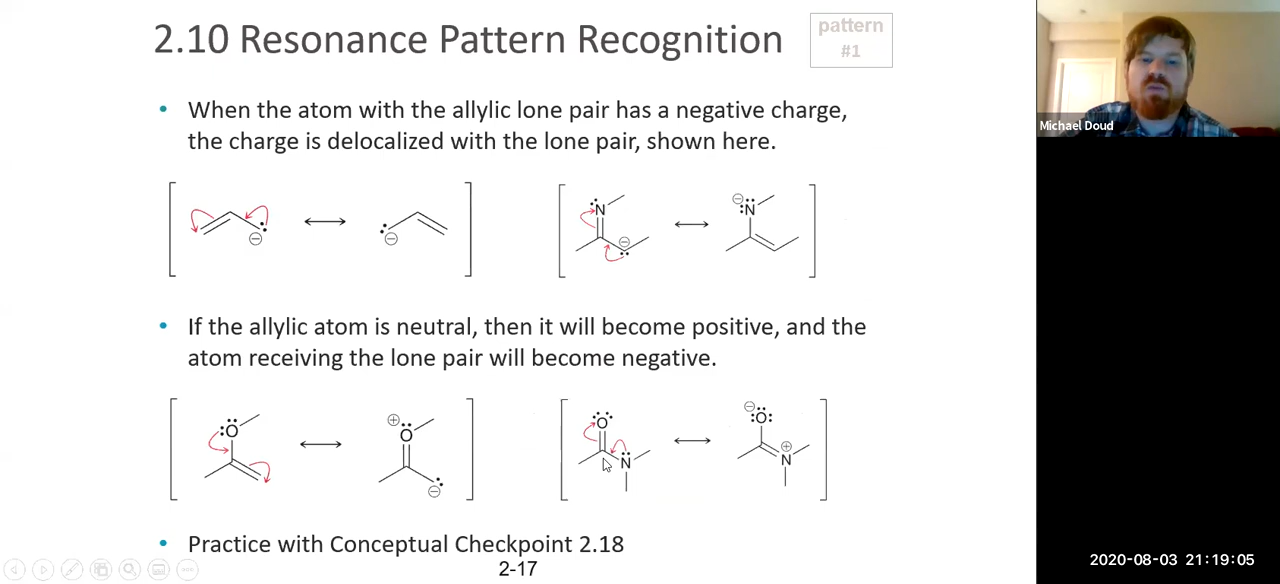 2.10 Resonance Pattern Recognition
pattern
#1
Michael Doud
• When the atom with the allylic lone pair has a negative charge,
the charge is delocalized with the lone pair, shown here.
N
N
• If the allylic atom is neutral, then it will become positive, and the
atom receiving the lone pair will become negative.
O
O
O
N
O
N
• Practice with Conceptual Checkpoint 2.18
2-17
2020-08-03 21:19:05